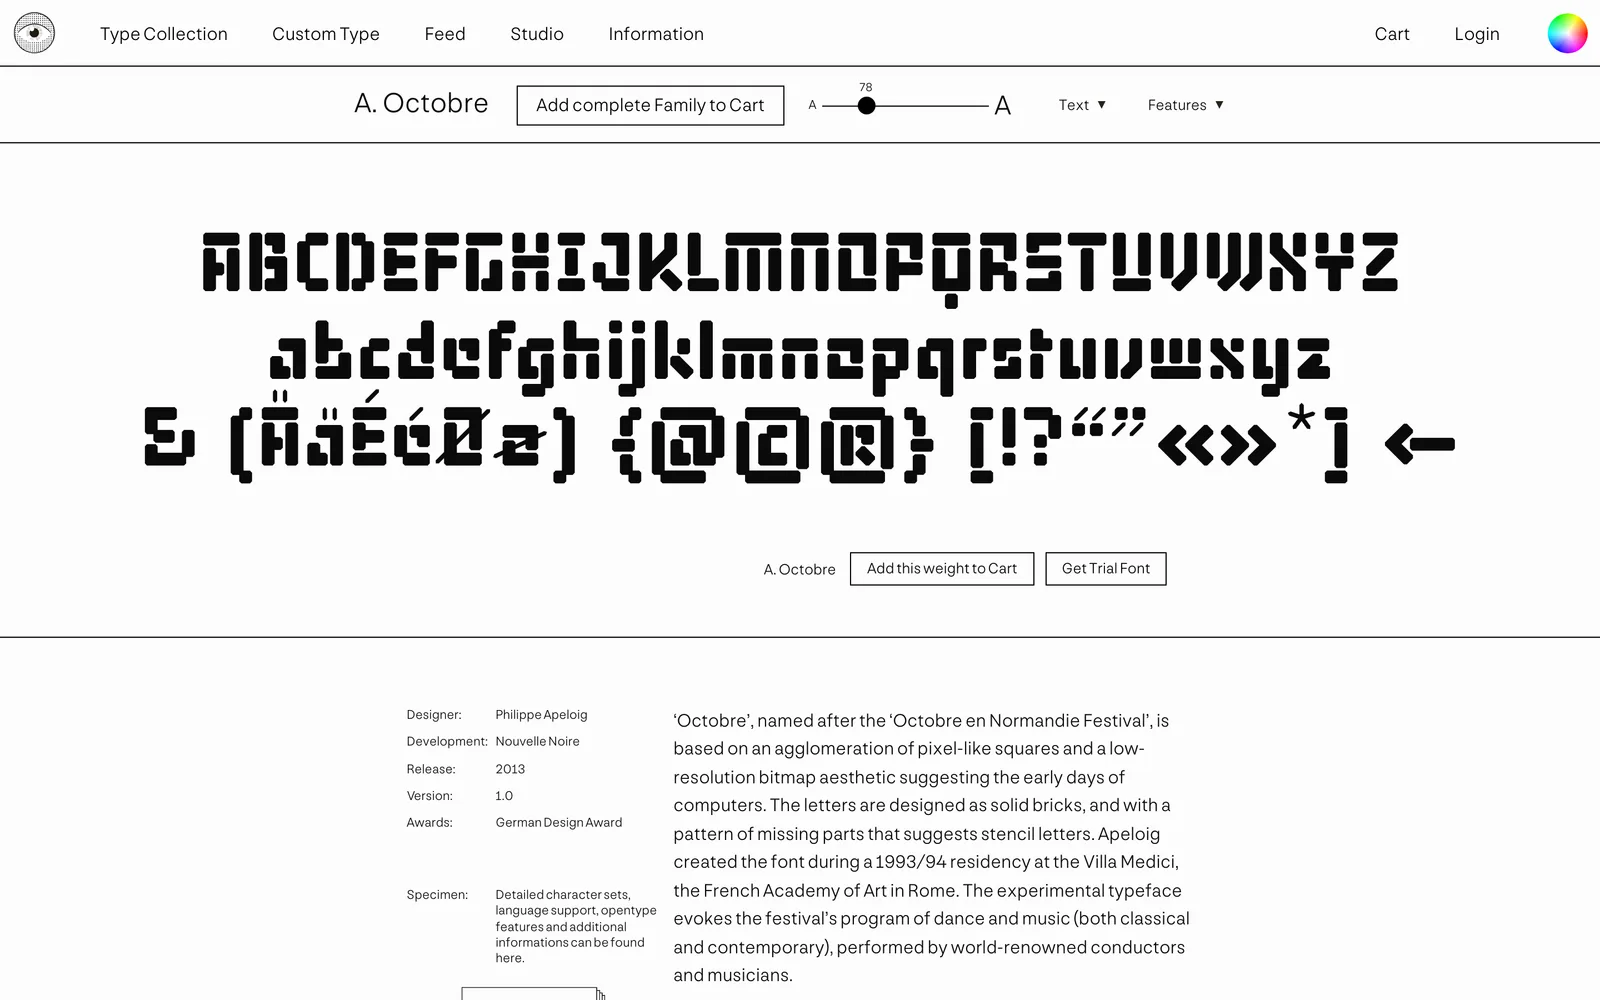 Type Collection Custom Type Feed Studio Information Cart Login
A. Octobre Add complete Family to Cart A 78 A Text ▼ Features ▼
ABCDEFGHIJKLMNOPQRSTUVWXYZ
abcdefghijklmnopqrstuvwxyz
& (ÄäÉéØø) {@©®} [!?“”«»*] ←
A. Octobre Add this weight to Cart Get Trial Font
Designer: Philippe Apeloig
Development: Nouvelle Noire
Release: 2013
Version: 1.0
Awards: German Design Award
Specimen: Detailed character sets,
language support, opentype
features and additional
informations can be found
here.
‘Octobre’, named after the ‘Octobre en Normandie Festival’, is
based on an agglomeration of pixel-like squares and a low-
resolution bitmap aesthetic suggesting the early days of
computers. The letters are designed as solid bricks, and with a
pattern of missing parts that suggests stencil letters. Apeloig
created the font during a 1993/94 residency at the Villa Medici,
the French Academy of Art in Rome. The experimental typeface
evokes the festival’s program of dance and music (both classical
and contemporary), performed by world-renowned conductors
and musicians.